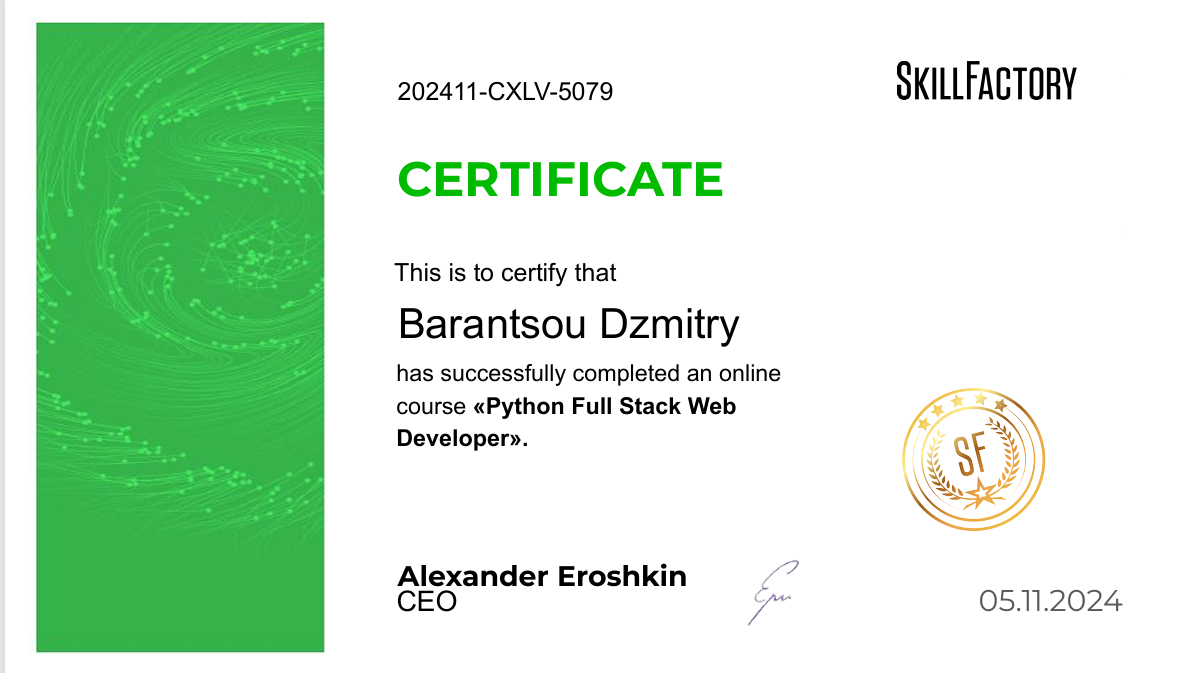 202411-CXLV-5079
SKILLFACTORY
CERTIFICATE
This is to certify that
Barantsou Dzmitry
has successfully completed an online
course «Python Full Stack Web
Developer».
SF
Alexander Eroshkin
CEO
05.11.2024